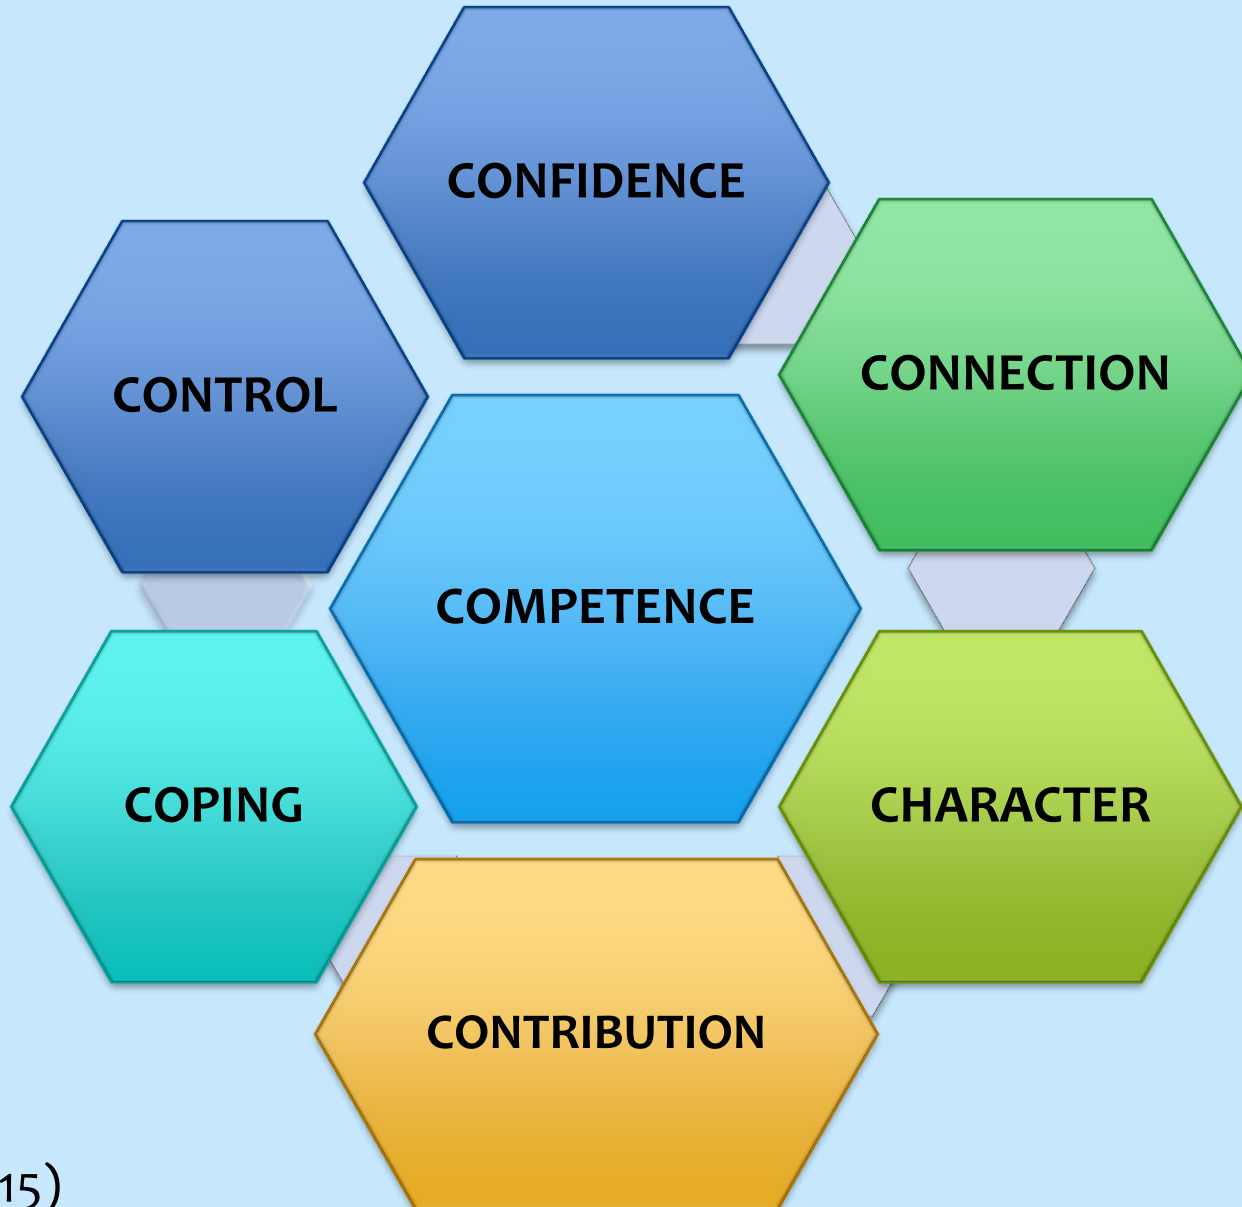 CONFIDENCE
CONNECTION
CONTROL
COMPETENCE
COPING
CHARACTER
CONTRIBUTION
15)